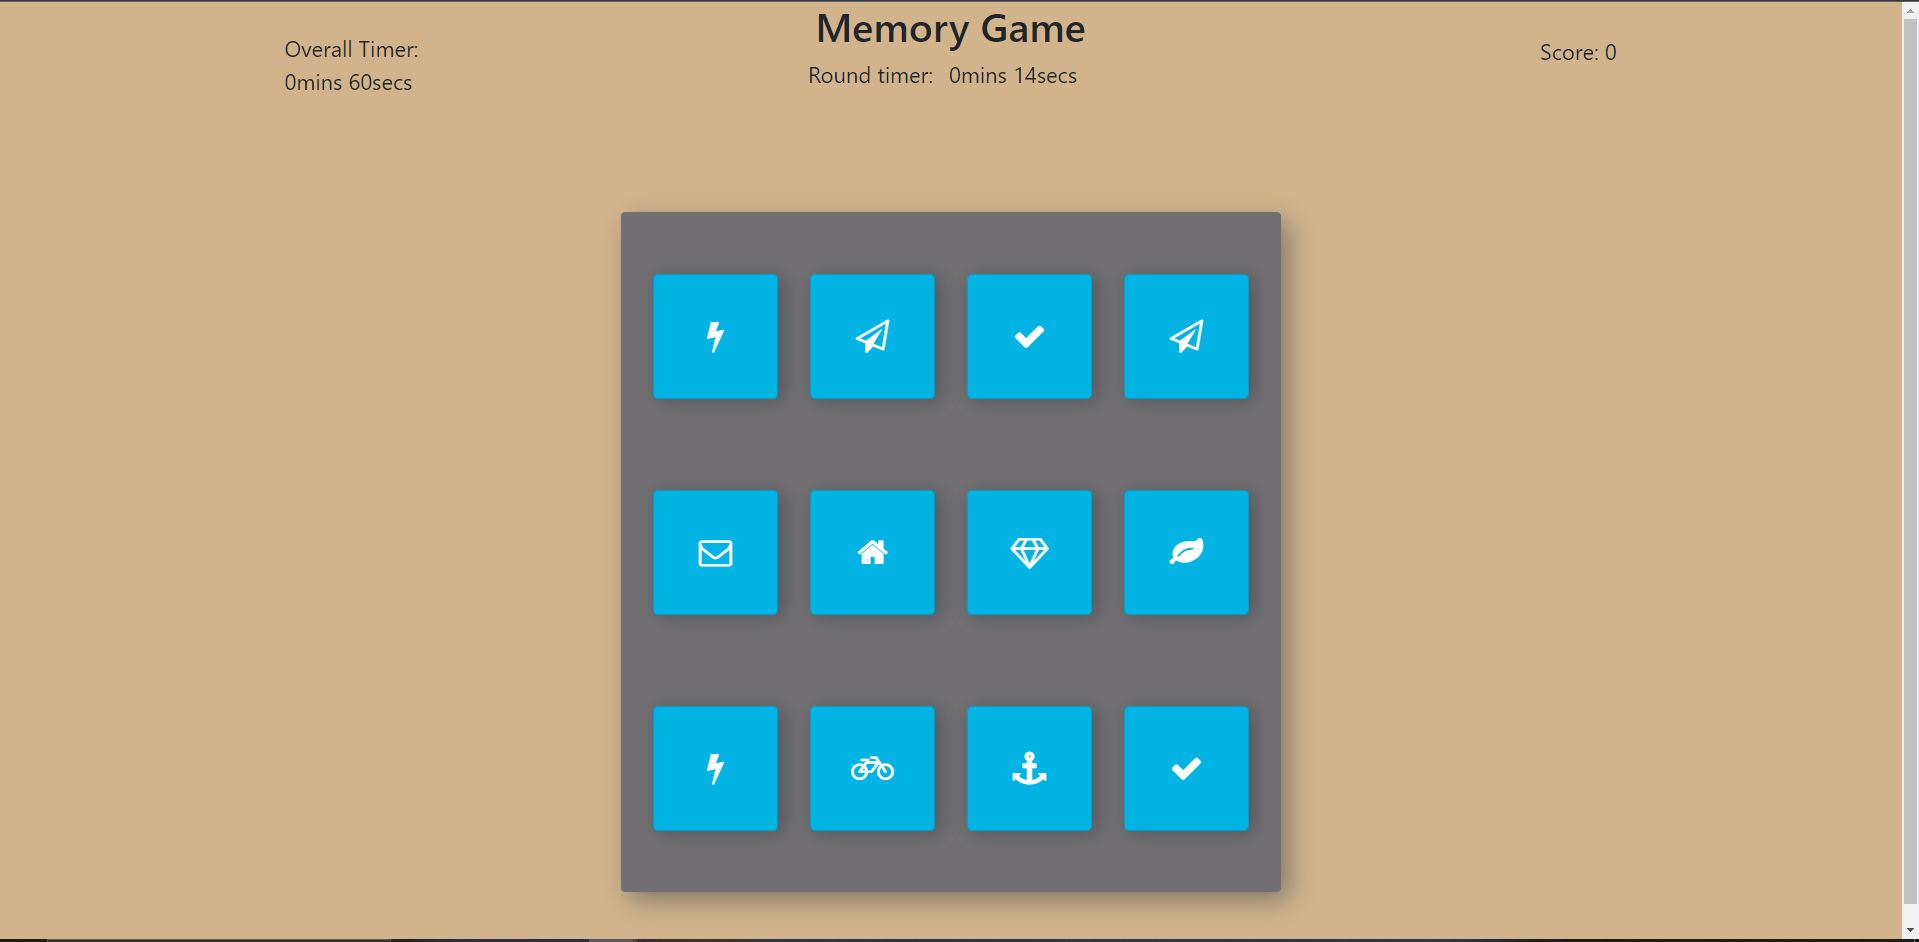 Memory Game
Overall Timer:
0mins 60secs
Round timer: 0mins 14secs
Score: 0